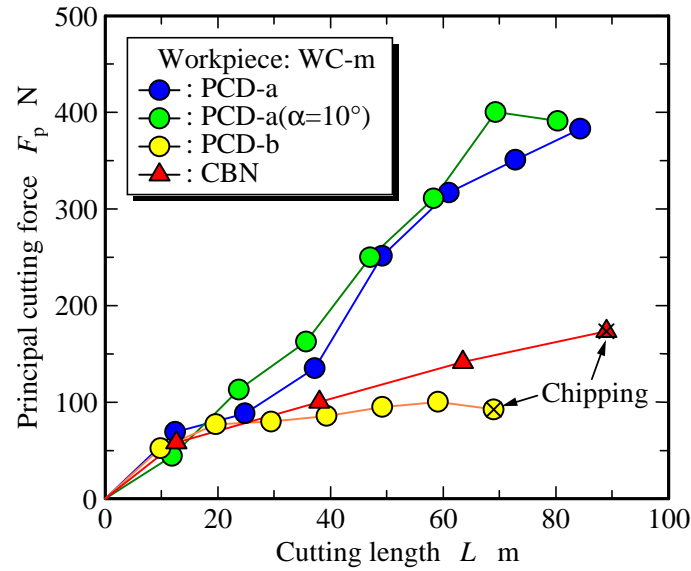 500
400
300
200
100
0
Principal cutting force Fp N
Workpiece: WC-m
: PCD-a
: PCD-a(α=10°)
: PCD-b
: CBN
Chipping
0 20 40 60 80 100
Cutting length L m